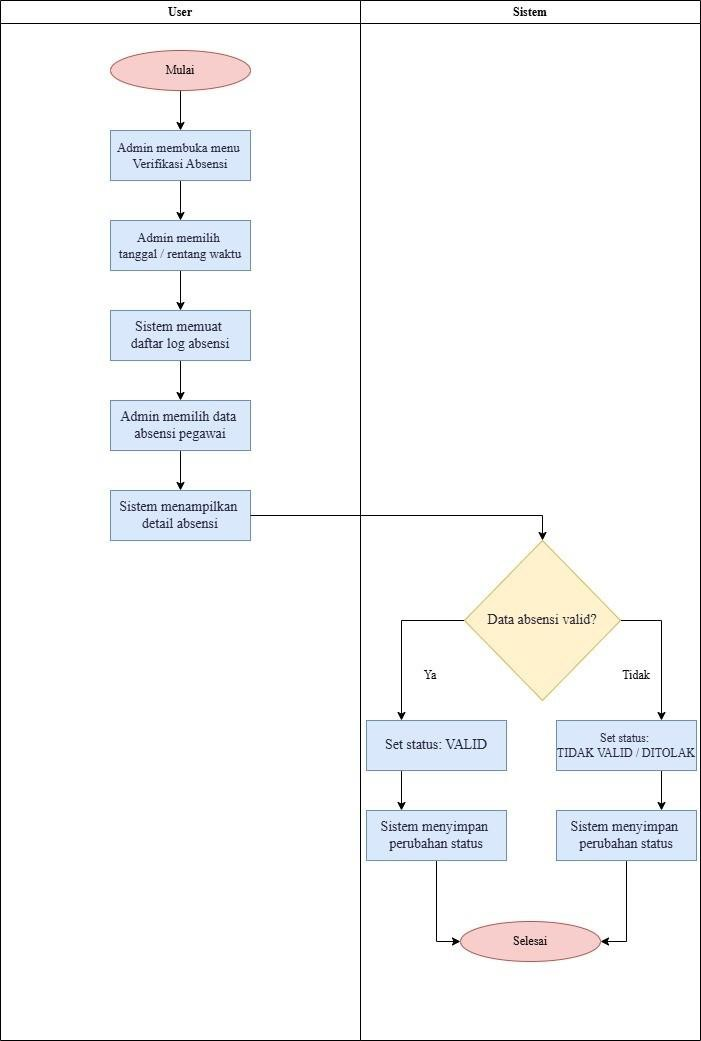 User
Sistem
Mulai
Admin membuka menu
Verifikasi Absensi
Admin memilih
tanggal / rentang waktu
Sistem memuat
daftar log absensi
Admin memilih data
absensi pegawai
Sistem menampilkan
detail absensi
Data absensi valid?
Ya
Tidak
Set status: VALID
Set status:
TIDAK VALID / DITOLAK
Sistem menyimpan
perubahan status
Sistem menyimpan
perubahan status
Selesai